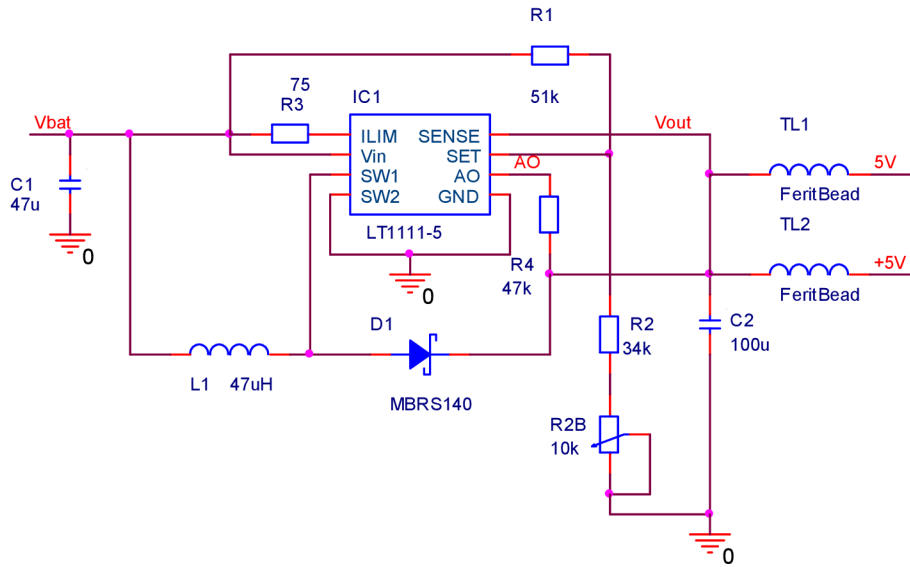 R1
51k
75
R3
IC1
Vbat
ILIM
SENSE
Vout
TL1
Vin
SET
AO
5V
SW1
AO
C1
47u
SW2
GND
FeritBead
LT1111-5
TL2
0
R4
47k
+5V
0
FeritBead
D1
R2
34k
C2
100u
L1
47uH
MBRS140
R2B
10k
0